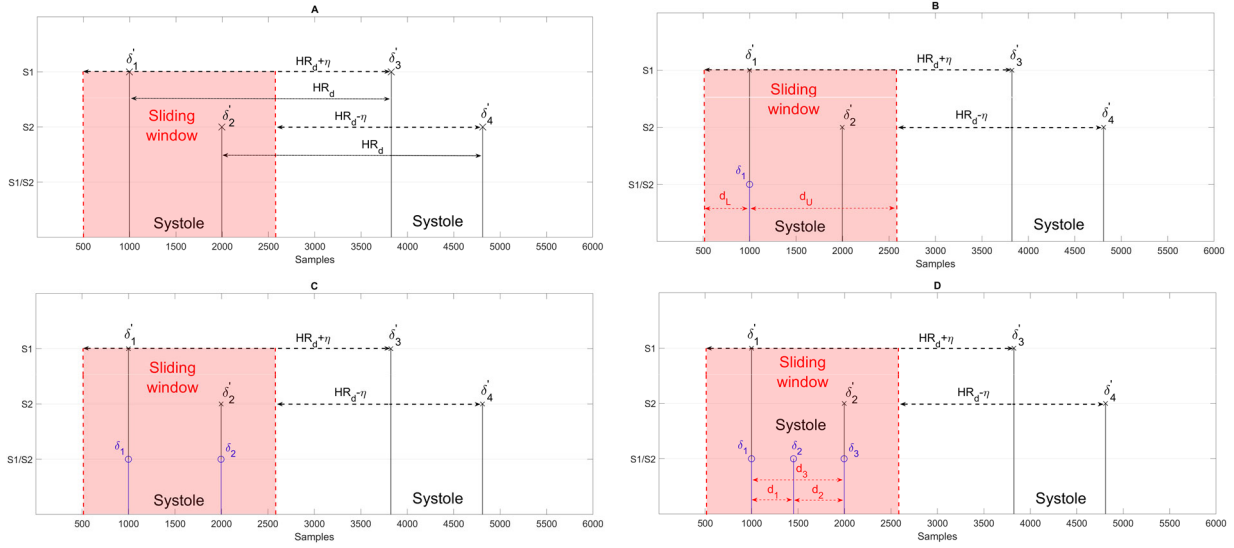 A
δ'1
δ'3
S1
HRd+η
HRd
Sliding
window
δ'2
δ'4
S2
HRd-η
HRd
S1/S2
Systole
Systole
500 1000 1500 2000 2500 3000 3500 4000 4500 5000 5500 6000
Samples
B
δ'1
δ'3
S1
HRd+η
Sliding
window
δ'2
δ'4
S2
HRd-η
δ1
S1/S2
dL
dU
Systole
Systole
500 1000 1500 2000 2500 3000 3500 4000 4500 5000 5500 6000
Samples
C
δ'1
δ'3
S1
HRd+η
Sliding
window
δ'2
δ'4
S2
HRd-η
δ1
δ2
S1/S2
Systole
Systole
500 1000 1500 2000 2500 3000 3500 4000 4500 5000 5500 6000
Samples
D
δ'1
δ'3
S1
HRd+η
Sliding
window
δ'2
δ'4
S2
HRd-η
Systole
δ1
δ2
δ3
S1/S2
d3
d1
d2
Systole
500 1000 1500 2000 2500 3000 3500 4000 4500 5000 5500 6000
Samples